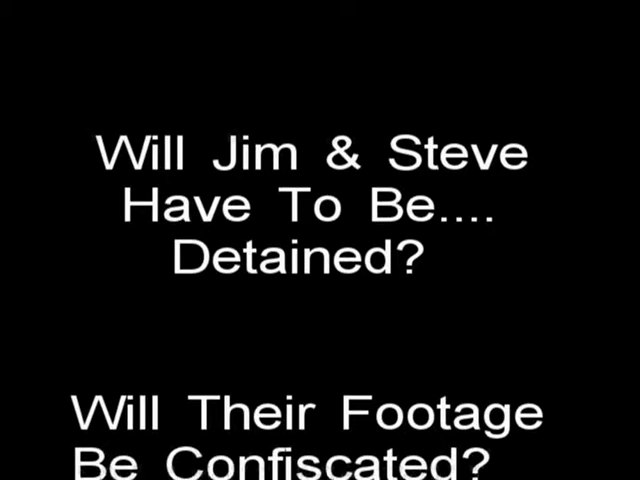 Will Jim & Steve
Have To Be....
Detained?
Will Their Footage
Be Confiscated?